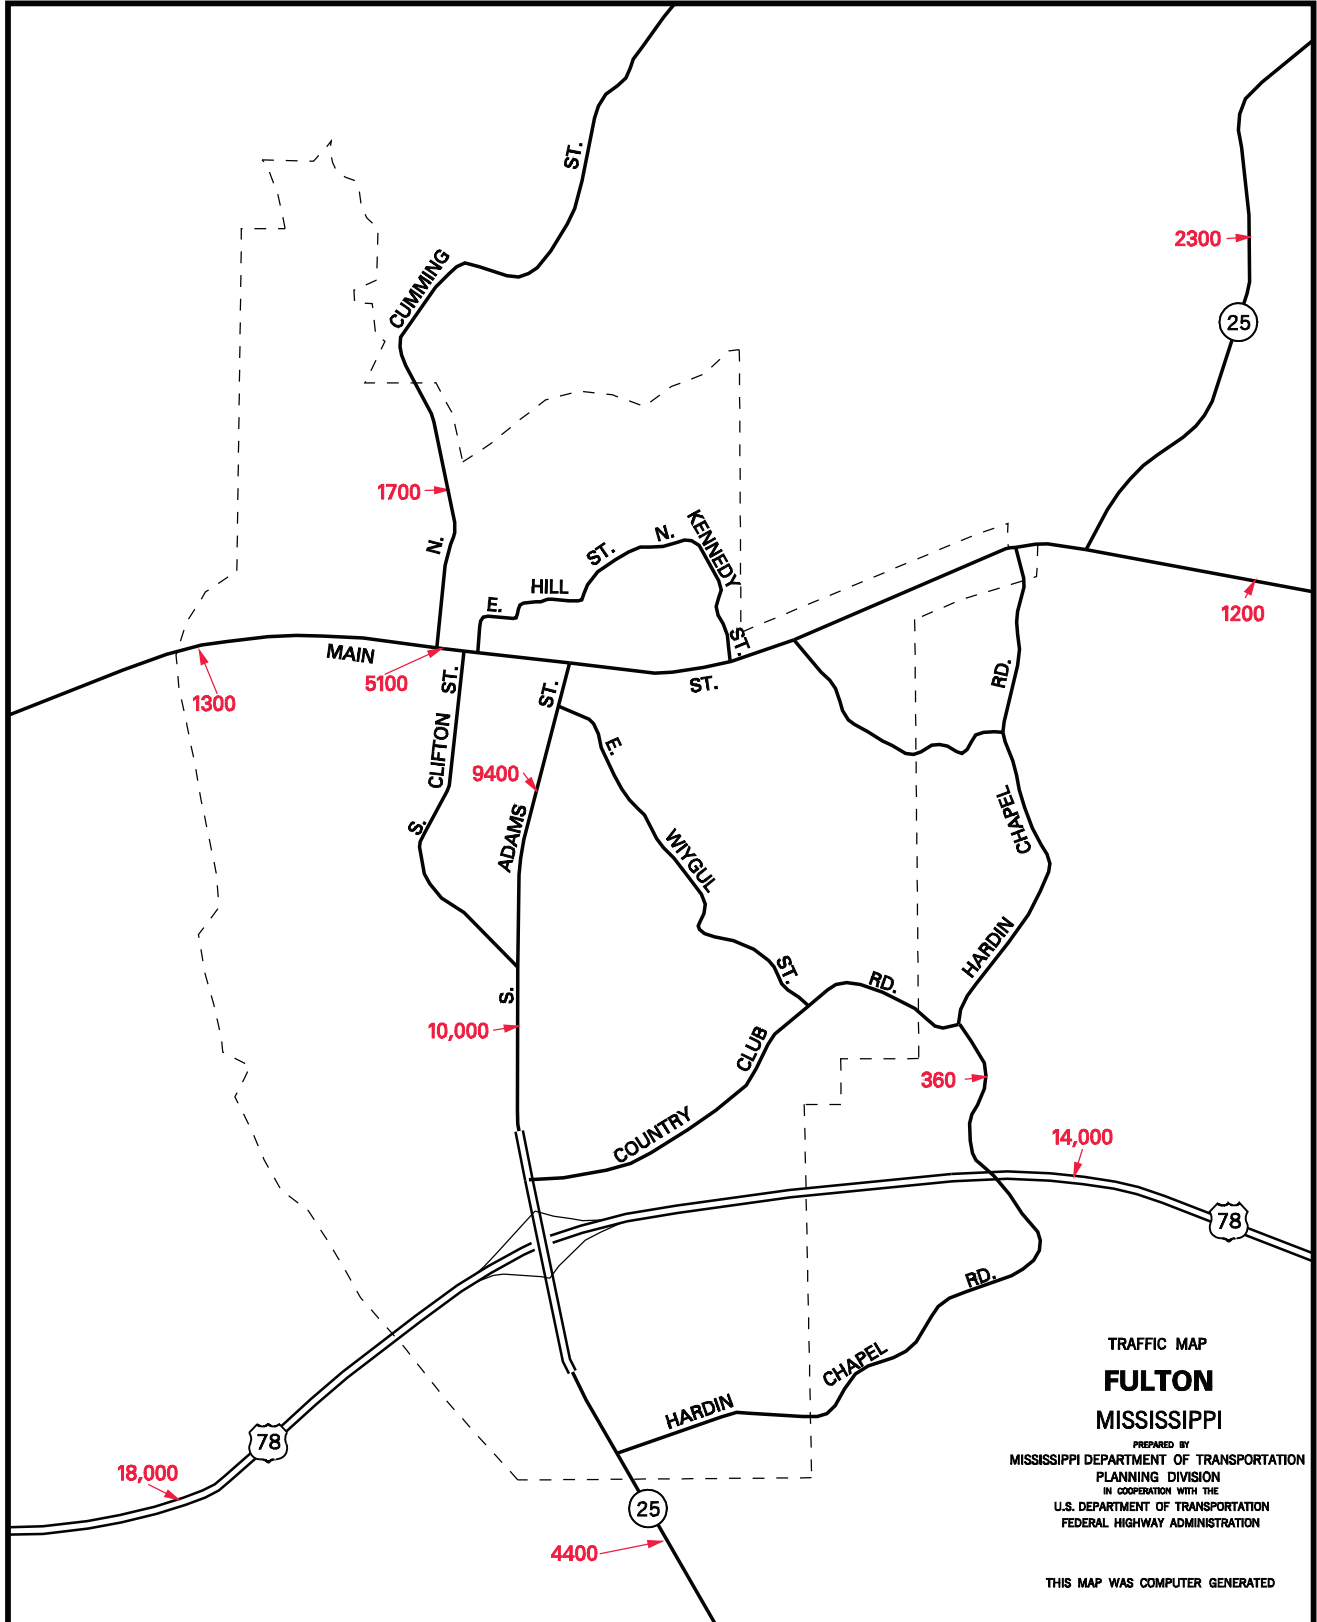 ST.
CUMMING
2300
25
1700
N.
N.
KENNEDY
ST.
ST.
HILL
E.
1200
MAIN
5100
ST.
1300
ST.
ST.
RD.
CLIFTON
S.
9400
ADAMS
E.
WIYGUL
CHAPEL
HARDIN
ST.
RD.
S.
10,000
CLUB
COUNTRY
360
14,000
78
RD.
CHAPEL
HARDIN
78
18,000
25
4400
TRAFFIC MAP
FULTON
MISSISSIPPI
PREPARED BY
MISSISSIPPI DEPARTMENT OF TRANSPORTATION
PLANNING DIVISION
IN COOPERATION WITH THE
U.S. DEPARTMENT OF TRANSPORTATION
FEDERAL HIGHWAY ADMINISTRATION
THIS MAP WAS COMPUTER GENERATED